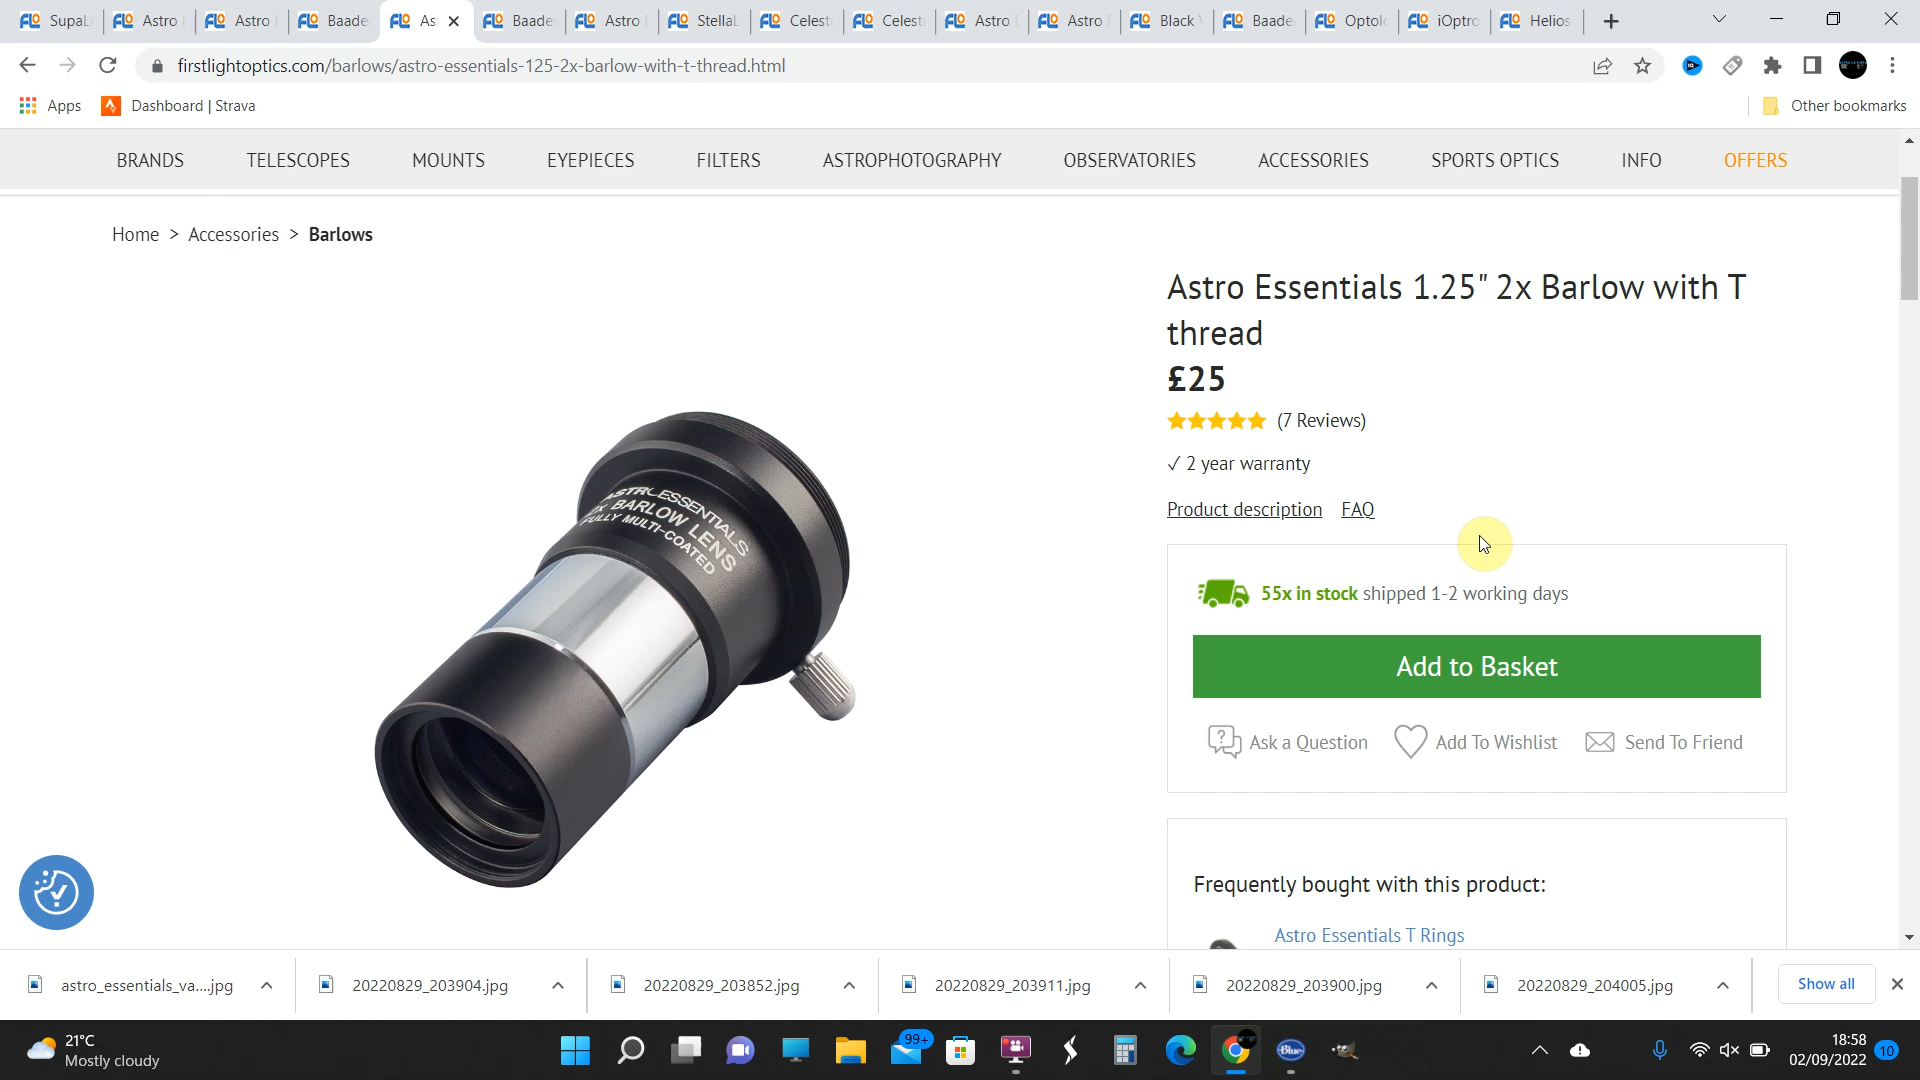 SupaL
Astro
Astro
Baade
As
Baade
Astro
StellaL
Celest
Celest
Astro
Astro
Black
Baade
Optol
iOptro
Helios
firstlightoptics.com/barlows/astro-essentials-125-2x-barlow-with-t-thread.html
Apps
Dashboard | Strava
Other bookmarks
BRANDS
TELESCOPES
MOUNTS
EYEPIECES
FILTERS
ASTROPHOTOGRAPHY
OBSERVATORIES
ACCESSORIES
SPORTS OPTICS
INFO
OFFERS
Home > Accessories > Barlows
Astro Essentials 1.25" 2x Barlow with T
thread
£25
(7 Reviews)
✓ 2 year warranty
Product description FAQ
ASTRO ESSENTIALS
2x BARLOW LENS
FULLY MULTI-COATED
55x in stock shipped 1-2 working days
Add to Basket
Ask a Question
Add To Wishlist
Send To Friend
Frequently bought with this product:
Astro Essentials T Rings
astro_essentials_va....jpg
20220829_203904.jpg
20220829_203852.jpg
20220829_203911.jpg
20220829_203900.jpg
20220829_204005.jpg
Show all
21°C
Mostly cloudy
99+
Blue
18:58
02/09/2022
10